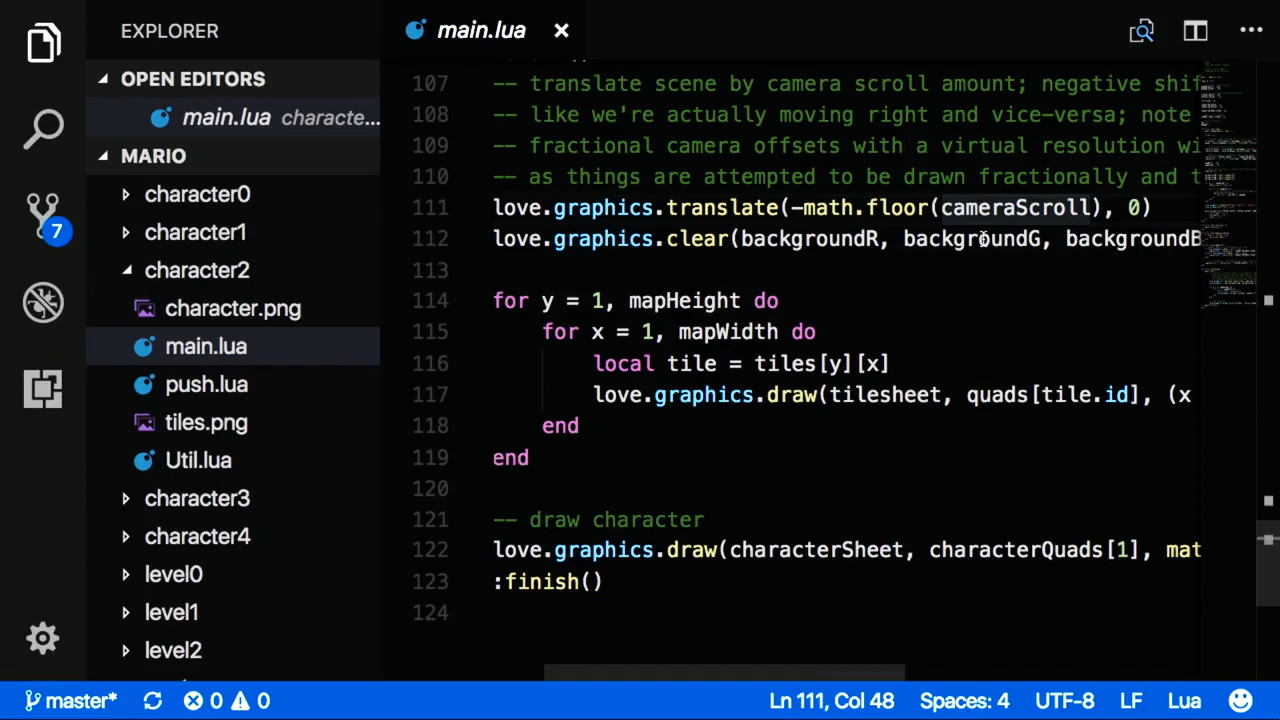 EXPLORER
OPEN EDITORS
main.lua characte...
MARIO
character0
character1
character2
character.png
main.lua
push.lua
tiles.png
Util.lua
character3
character4
level0
level1
level2
7
main.lua
107 -- translate scene by camera scroll amount; negative shif
108 -- like we're actually moving right and vice-versa; note
109 -- fractional camera offsets with a virtual resolution wi
110 -- as things are attempted to be drawn fractionally and t
111 love.graphics.translate(-math.floor(cameraScroll), 0)
112 love.graphics.clear(backgroundR, backgroundG, backgroundB
113
114 for y = 1, mapHeight do
115 for x = 1, mapWidth do
116 local tile = tiles[y][x]
117 love.graphics.draw(tilesheet, quads[tile.id], (x
118 end
119 end
120
121 -- draw character
122 love.graphics.draw(characterSheet, characterQuads[1], mat
123 :finish()
124
master* 0 0 Ln 111, Col 48 Spaces: 4 UTF-8 LF Lua